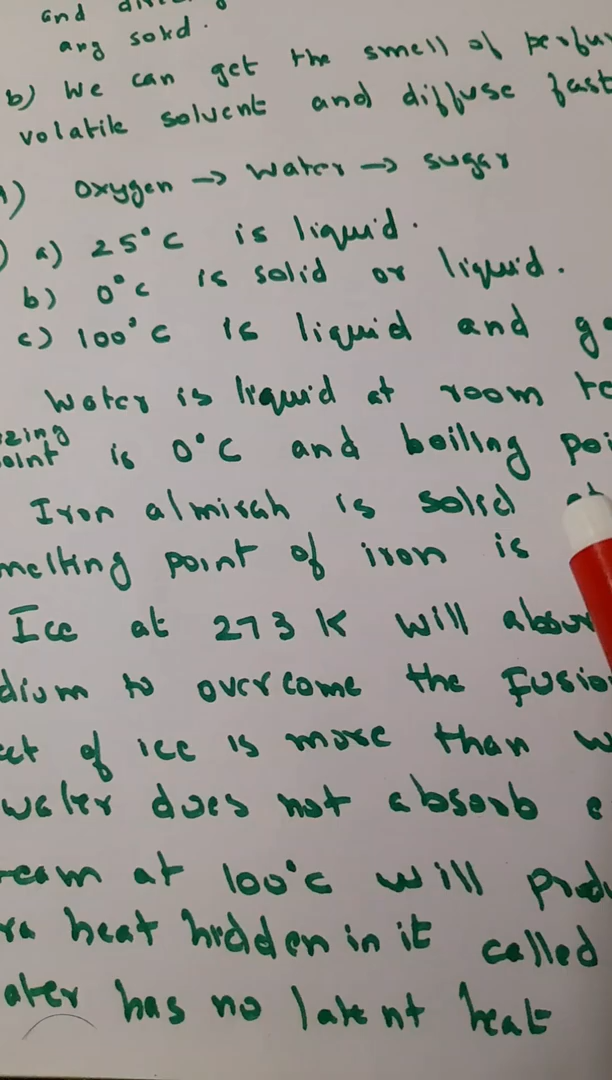 and
any solid.
b) We can get the smell of
volatile solvent and diffuse fast
1) oxygen → water → sugar
a) 25°C is liquid.
b) 0°C is solid or liquid.
c) 100°C is liquid and
Water is liquid at room
is 0°C and boiling
Iron almirah is solid
melting point of iron is
Ice at 273 K will
to overcome the
of ice is more than
water does not absorb
at 100°C will
heat hidden in it called
has no latent heat